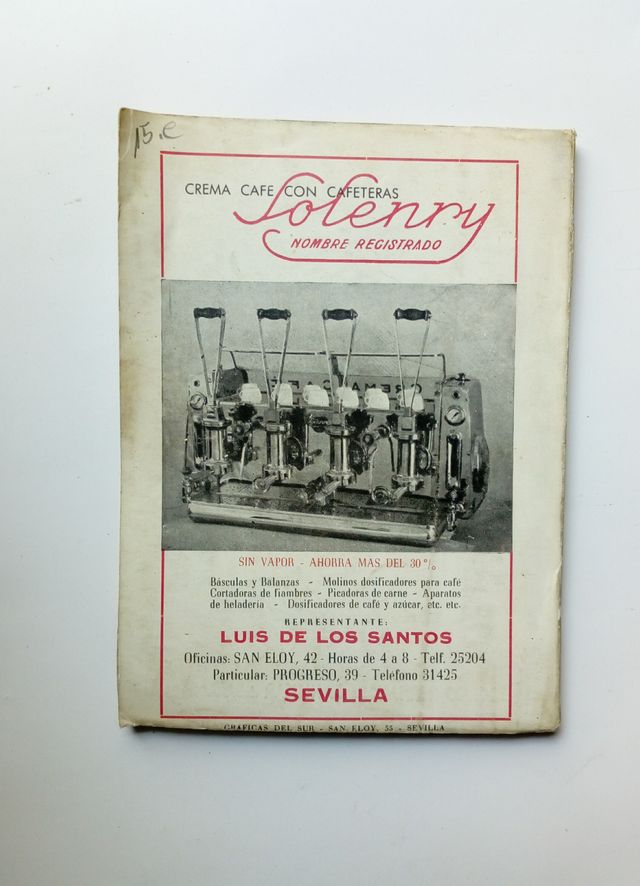 15.e
CREMA CAFE CON CAFETERAS
Solenry
NOMBRE REGISTRADO
CREMA
SIN VAPOR - AHORRA MAS DEL 30 %
Básculas y Balanzas - Molinos dosificadores para café
Cortadoras de fiambres - Picadoras de carne - Aparatos
de heladería - Dosificadores de café y azúcar, etc. etc.
REPRESENTANTE:
LUIS DE LOS SANTOS
Oficinas: SAN ELOY, 42 - Horas de 4 a 8 - Telf. 25204
Particular: PROGRESO, 39 - Teléfono 31425
SEVILLA
GRAFICAS DEL SUR - SAN ELOY, 55 - SEVILLA